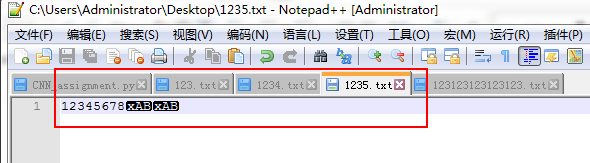 C:\Users\Administrator\Desktop\1235.txt - Notepad++ [Administrator]
文件(F) 编辑(E) 搜索(S) 视图(V) 编码(N) 语言(L) 设置(T) 工具(O) 宏(M) 运行(R) 插件(P)
CNN_assignment.py 123.txt 1234.txt 1235.txt 123123123123123.txt
1 12345678xABxAB